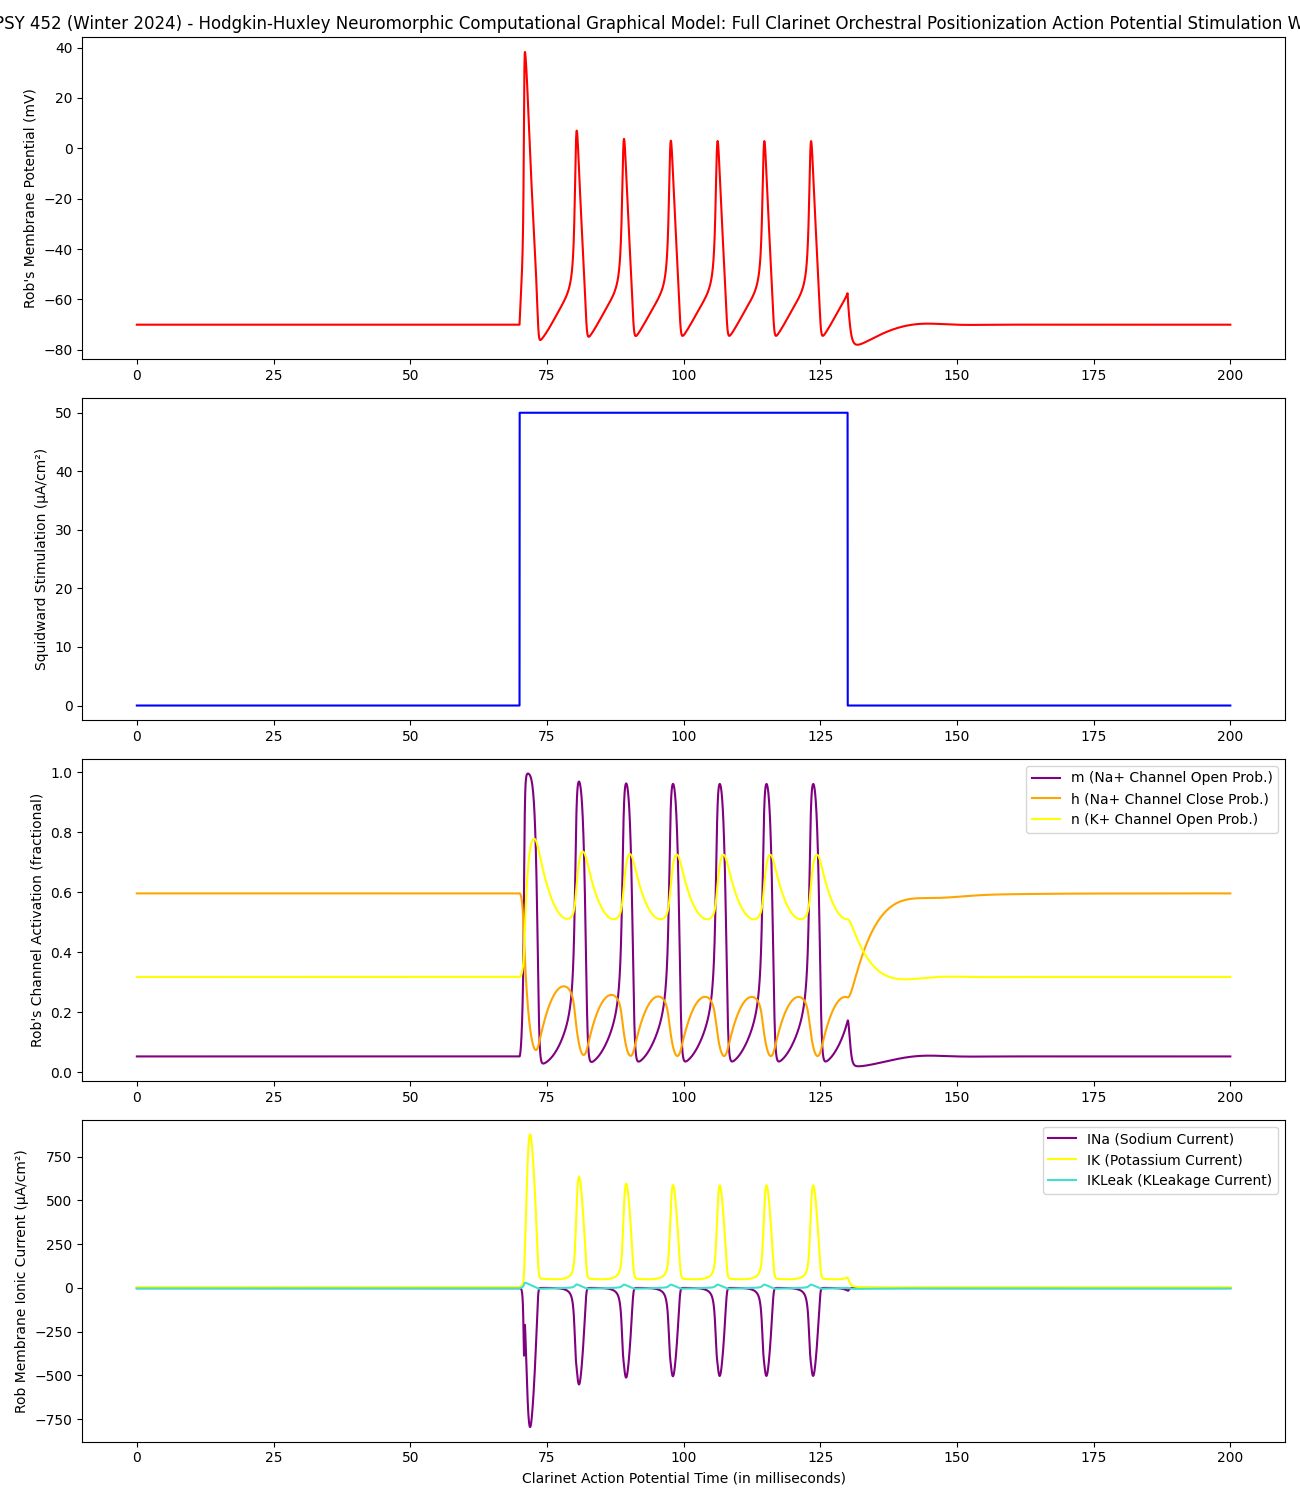 PSY 452 (Winter 2024) - Hodgkin-Huxley Neuromorphic Computational Graphical Model: Full Clarinet Orchestral Positionization Action Potential Stimulation W
Rob's Membrane Potential (mV)
40
20
0
−20
−40
−60
−80
0 25 50 75 100 125 150 175 200
Squidward Stimulation (µA/cm²)
50
40
30
20
10
0
0 25 50 75 100 125 150 175 200
Rob's Channel Activation (fractional)
1.0
0.8
0.6
0.4
0.2
0.0
m (Na+ Channel Open Prob.)
h (Na+ Channel Close Prob.)
n (K+ Channel Open Prob.)
0 25 50 75 100 125 150 175 200
Rob Membrane Ionic Current (µA/cm²)
750
500
250
0
−250
−500
−750
INa (Sodium Current)
IK (Potassium Current)
IKLeak (KLeakage Current)
0 25 50 75 100 125 150 175 200
Clarinet Action Potential Time (in milliseconds)